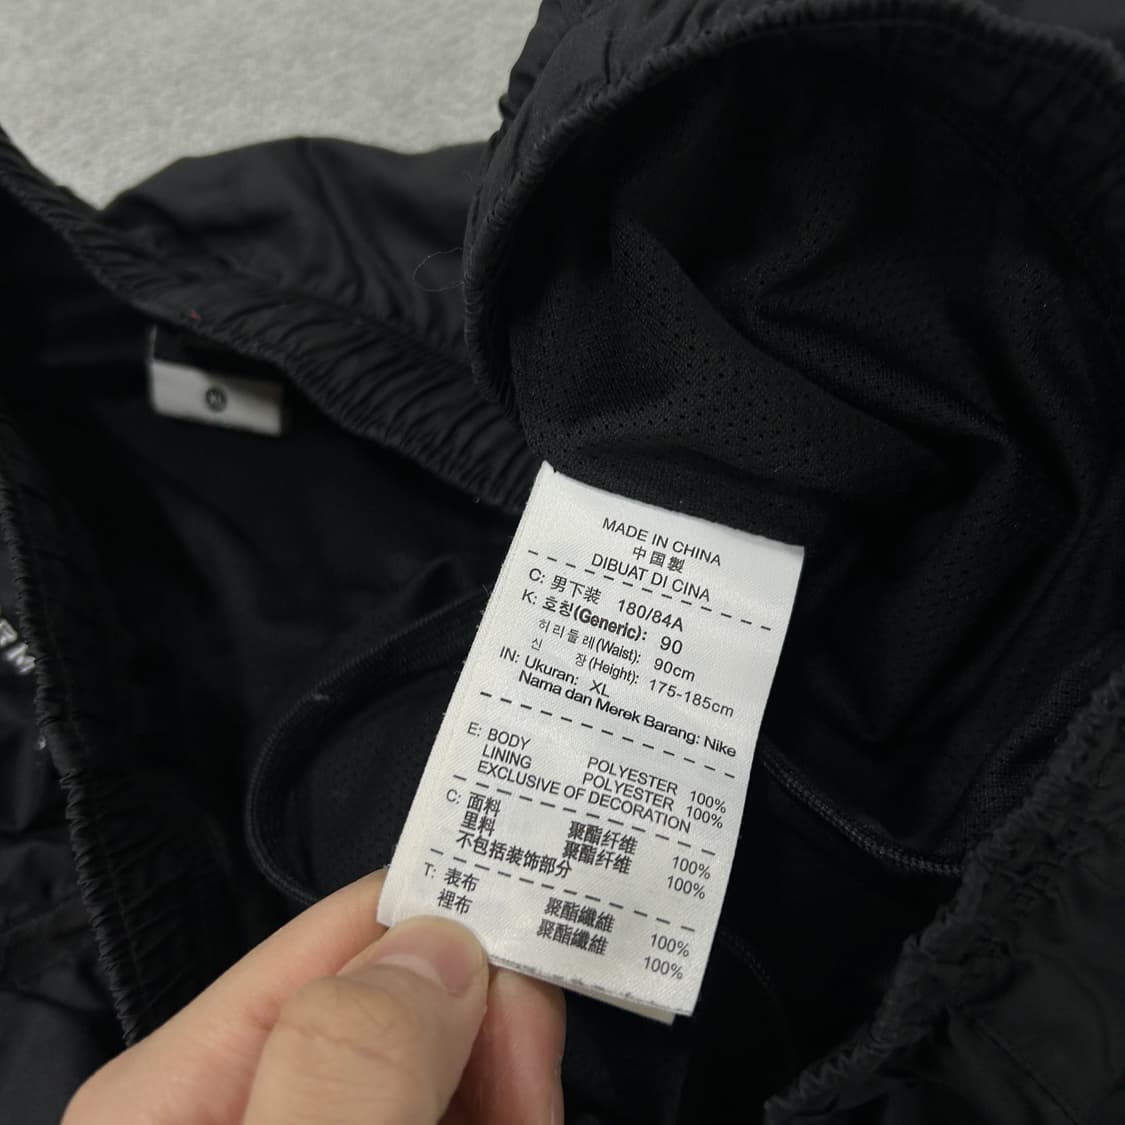 MADE IN CHINA
中国製
DIBUAT DI CINA
C: 男下装 180/84A
K: 호칭(Generic): 90
허리둘레(Waist): 90cm
신 장(Height): 175-185cm
IN: Ukuran: XL
Nama dan Merek Barang: Nike
E: BODY POLYESTER 100%
LINING POLYESTER 100%
EXCLUSIVE OF DECORATION
C: 面料 聚酯纤维 100%
里料 聚酯纤维 100%
不包括装饰部分
T: 表布 聚酯纖維 100%
裡布 聚酯纖維 100%